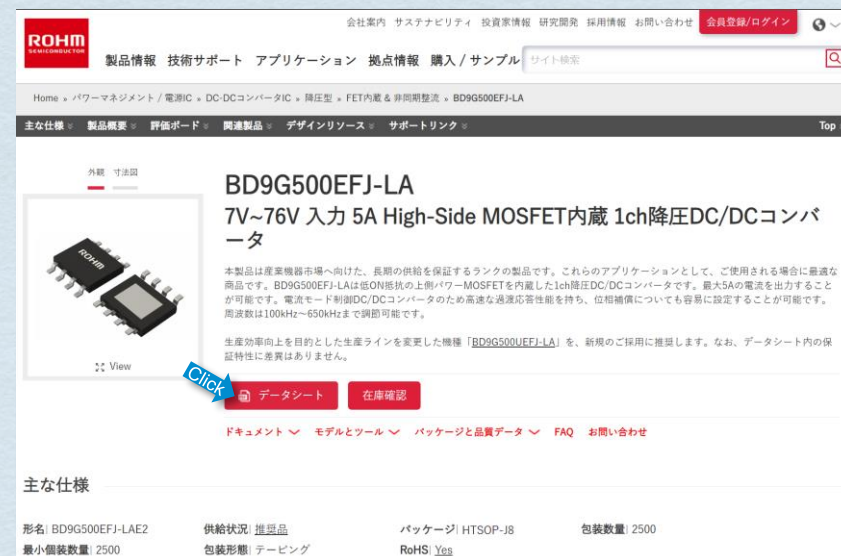 会社案内 サステナビリティ 投資家情報 研究開発 採用情報 お問い合わせ 会員登録/ログイン
ROHM
SEMICONDUCTOR
製品情報 技術サポート アプリケーション 拠点情報 購入 / サンプル サイト検索
Home » パワーマネジメント / 電源IC » DC-DCコンバータIC » 降圧型 » FET内蔵 & 非同期整流 » BD9G500EFJ-LA
主な仕様 製品概要 評価ボード 関連製品 デザインリソース サポートリンク Top
外観 寸法図
ROHM
View
BD9G500EFJ-LA
7V~76V 入力 5A High-Side MOSFET内蔵 1ch降圧DC/DCコンバ
ータ
本製品は産業機器市場へ向けた、長期の供給を保証するランクの製品です。これらのアプリケーションとして、ご使用される場合に最適な
商品です。BD9G500EFJ-LAは低ON抵抗の上側パワーMOSFETを内蔵した1ch降圧DC/DCコンバータです。最大5Aの電流を出力すること
が可能です。電流モード制御DC/DCコンバータのため高速な過渡応答性能を持ち、位相補償についても容易に設定することが可能です。
周波数は100kHz～650kHzまで調節可能です。
生産効率向上を目的とした生産ラインを変更した機種「BD9G500UEFJ-LA」を、新規のご採用に推奨します。なお、データシート内の保
証特性に差異はありません。
Click
データシート 在庫確認
ドキュメント モデルとツール パッケージと品質データ FAQ お問い合わせ
主な仕様
形名| BD9G500EFJ-LAE2 供給状況| 推奨品 パッケージ| HTSOP-J8 包装数量| 2500
最小個装数量| 2500 包装形態| テーピング RoHS| Yes